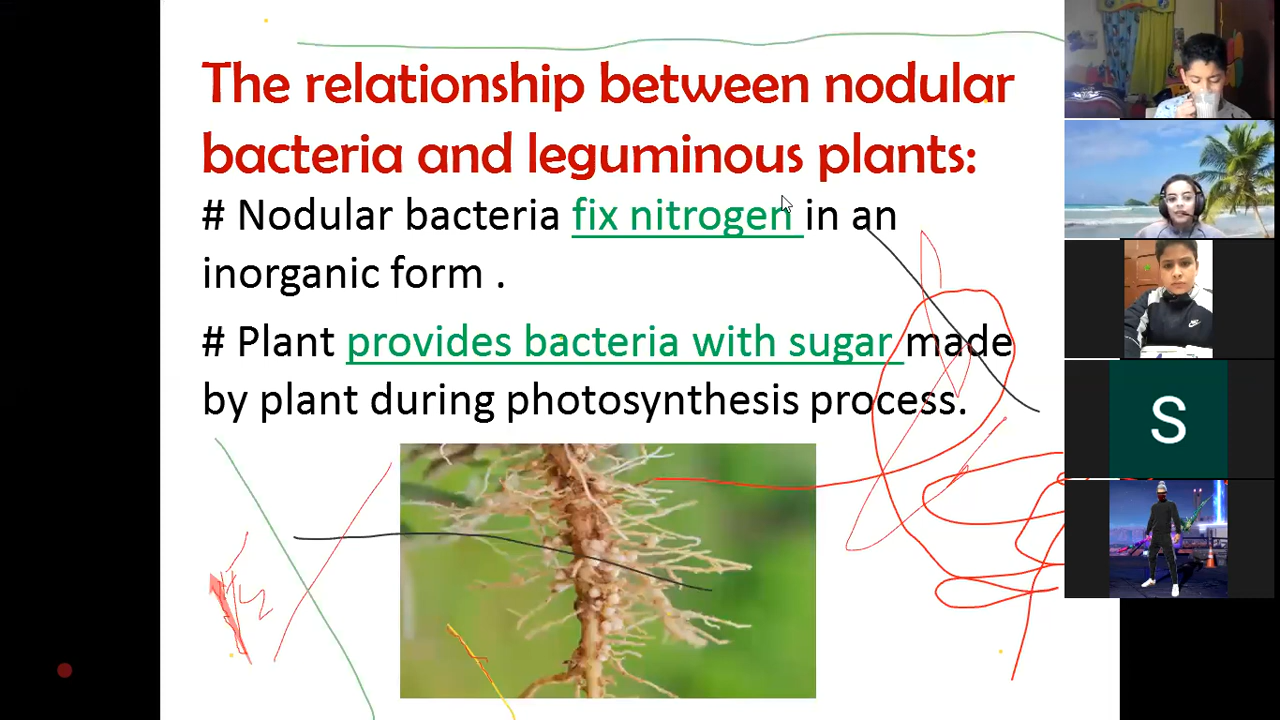 The relationship between nodular
bacteria and leguminous plants:
# Nodular bacteria fix nitrogen in an
inorganic form .
# Plant provides bacteria with sugar made
by plant during photosynthesis process.
S